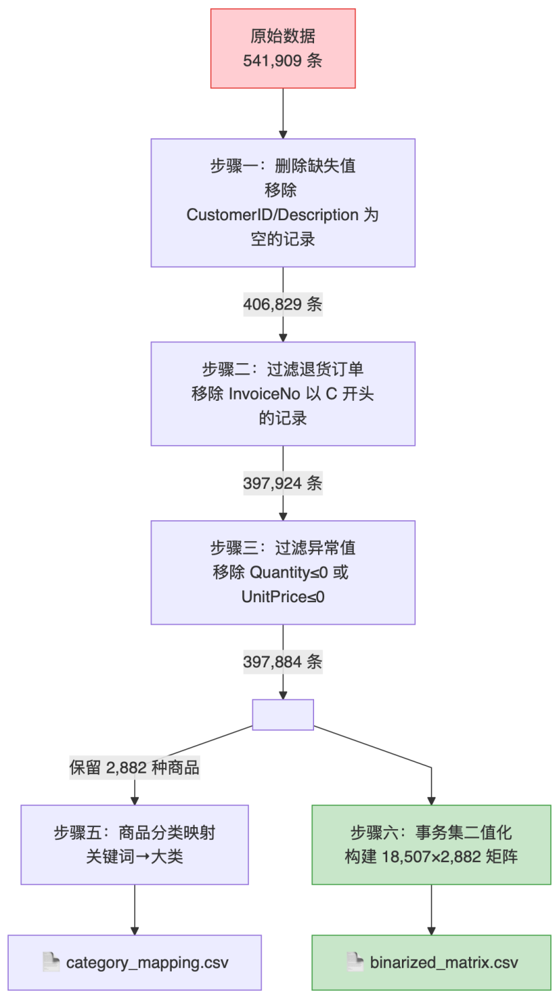 原始数据
541,909 条
步骤一：删除缺失值
移除
CustomerID/Description 为
空的记录
406,829 条
步骤二：过滤退货订单
移除 InvoiceNo 以 C 开头
的记录
397,924 条
步骤三：过滤异常值
移除 Quantity≤0 或
UnitPrice≤0
397,884 条
保留 2,882 种商品
步骤五：商品分类映射
关键词→大类
步骤六：事务集二值化
构建 18,507×2,882 矩阵
category_mapping.csv
binarized_matrix.csv